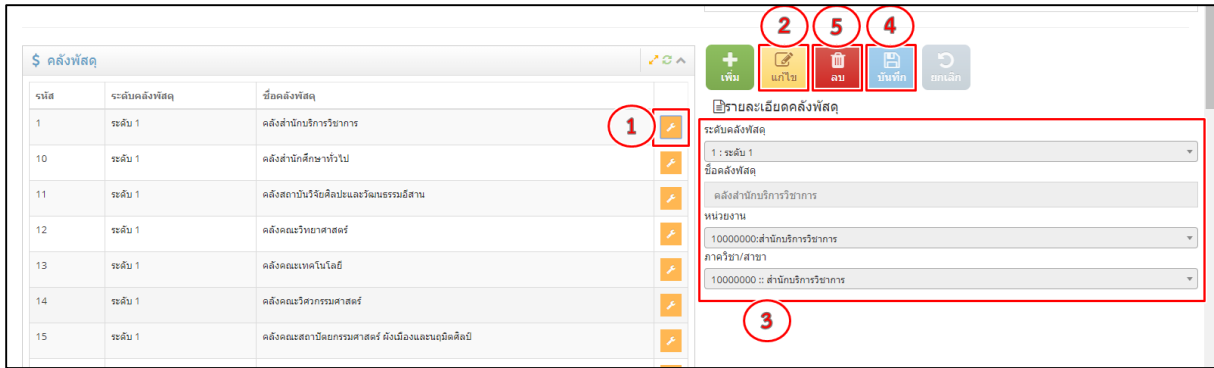 2 5 4
$ คลังพัสดุ
เพิ่ม แก้ไข ลบ บันทึก ยกเลิก
รหัส ระดับคลังพัสดุ ชื่อคลังพัสดุ
1 ระดับ 1 คลังสำนักบริการวิชาการ
1
10 ระดับ 1 คลังสำนักศึกษาทั่วไป
11 ระดับ 1 คลังสถาบันวิจัยศิลปะและวัฒนธรรมอีสาน
12 ระดับ 1 คลังคณะวิทยาศาสตร์
13 ระดับ 1 คลังคณะเทคโนโลยี
14 ระดับ 1 คลังคณะวิศวกรรมศาสตร์
15 ระดับ 1 คลังคณะสถาปัตยกรรมศาสตร์ ผังเมืองและนฤมิตศิลป์
รายละเอียดคลังพัสดุ
ระดับคลังพัสดุ
1 : ระดับ 1
ชื่อคลังพัสดุ
คลังสำนักบริการวิชาการ
หน่วยงาน
10000000:สำนักบริการวิชาการ
ภาควิชา/สาขา
10000000 :: สำนักบริการวิชาการ
3